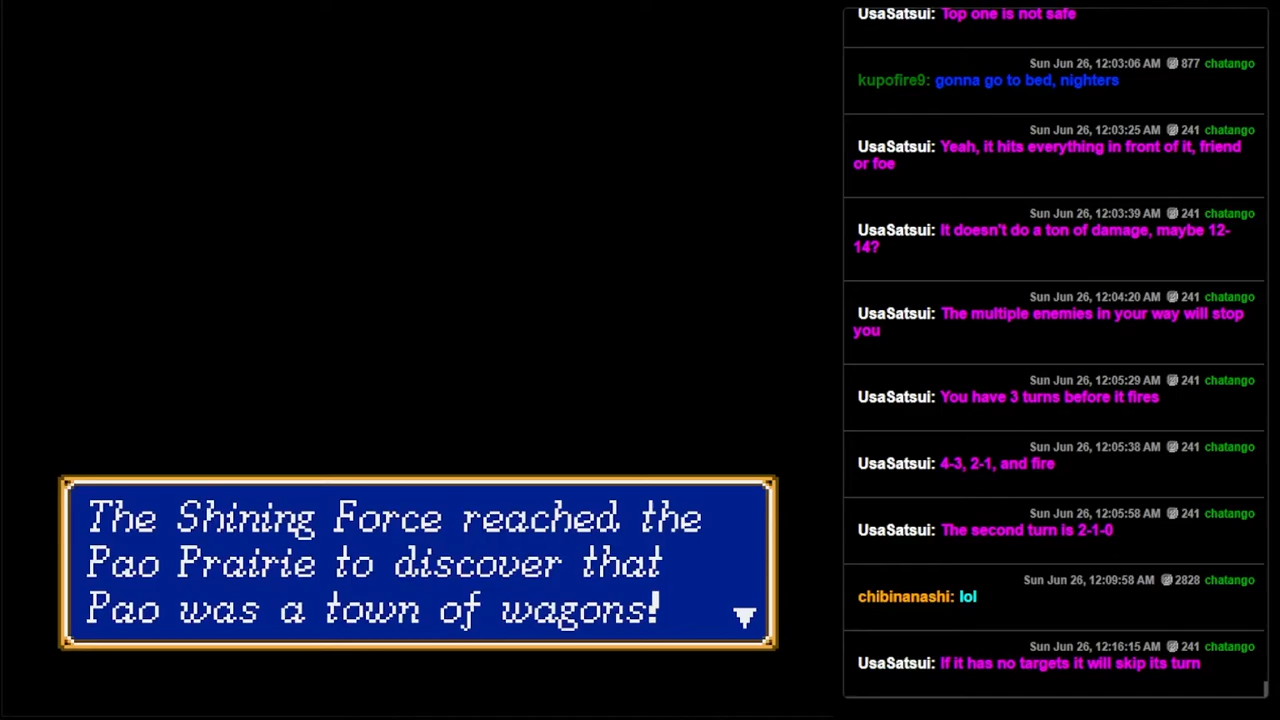 UsaSatsui: Top one is not safe
Sun Jun 26, 12:03:06 AM 877 chatango
kupofire9: gonna go to bed, nighters
Sun Jun 26, 12:03:25 AM 241 chatango
UsaSatsui: Yeah, it hits everything in front of it, friend
or foe
Sun Jun 26, 12:03:39 AM 241 chatango
UsaSatsui: It doesn't do a ton of damage, maybe 12-
14?
Sun Jun 26, 12:04:20 AM 241 chatango
UsaSatsui: The multiple enemies in your way will stop
you
Sun Jun 26, 12:05:29 AM 241 chatango
UsaSatsui: You have 3 turns before it fires
Sun Jun 26, 12:05:38 AM 241 chatango
UsaSatsui: 4-3, 2-1, and fire
Sun Jun 26, 12:05:58 AM 241 chatango
UsaSatsui: The second turn is 2-1-0
Sun Jun 26, 12:09:58 AM 2828 chatango
chibinanashi: lol
Sun Jun 26, 12:16:15 AM 241 chatango
UsaSatsui: If it has no targets it will skip its turn
The Shining Force reached the
Pao Prairie to discover that
Pao was a town of wagons!